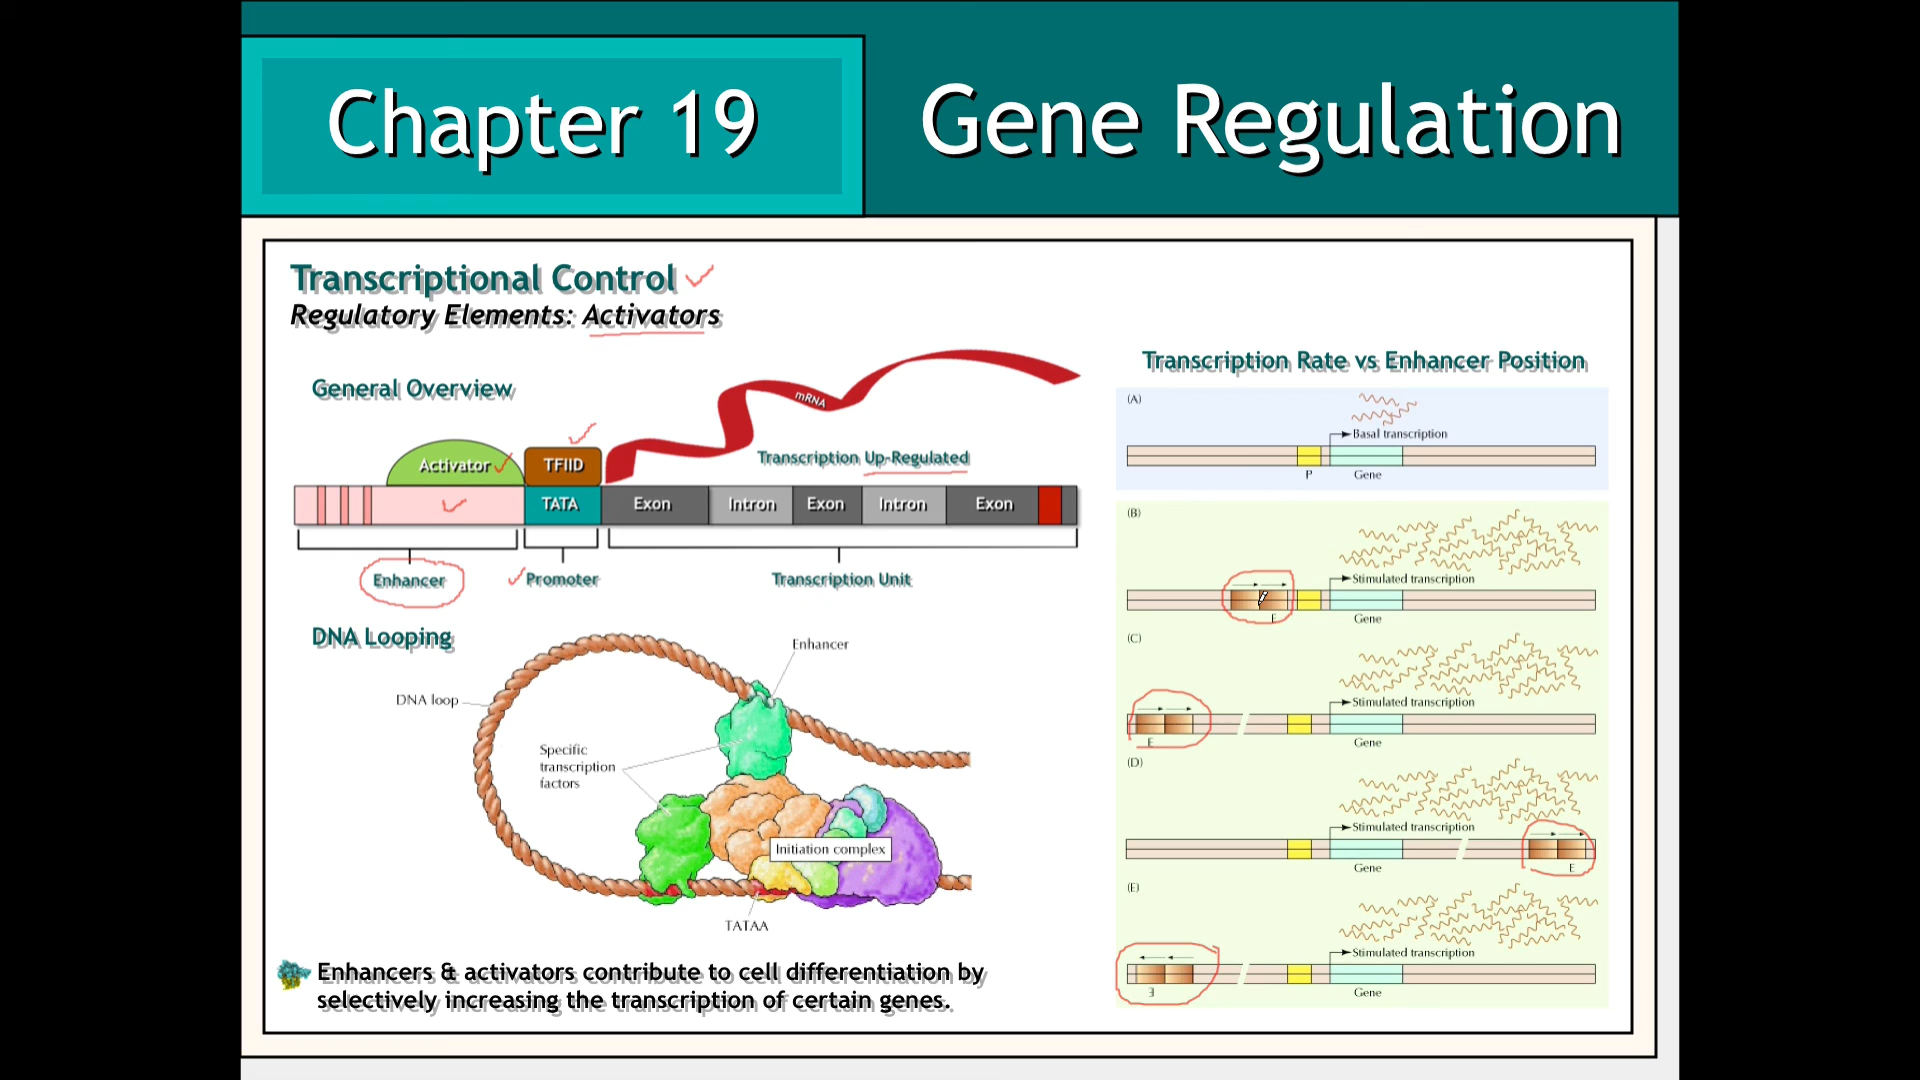 Chapter 19
Gene Regulation
Transcriptional Control
Regulatory Elements: Activators
General Overview
mRNA
Transcription Up-Regulated
Activator
TFIID
TATA
Exon
Intron
Exon
Intron
Exon
Enhancer
Promoter
Transcription Unit
DNA Looping
Enhancer
DNA loop
Specific
transcription
factors
Initiation complex
TATAA
Enhancers & activators contribute to cell differentiation by
selectively increasing the transcription of certain genes.
Transcription Rate vs Enhancer Position
(A)
Basal transcription
P
Gene
(B)
Stimulated transcription
E
Gene
(C)
Stimulated transcription
E
Gene
(D)
Stimulated transcription
Gene
E
(E)
Stimulated transcription
E
Gene